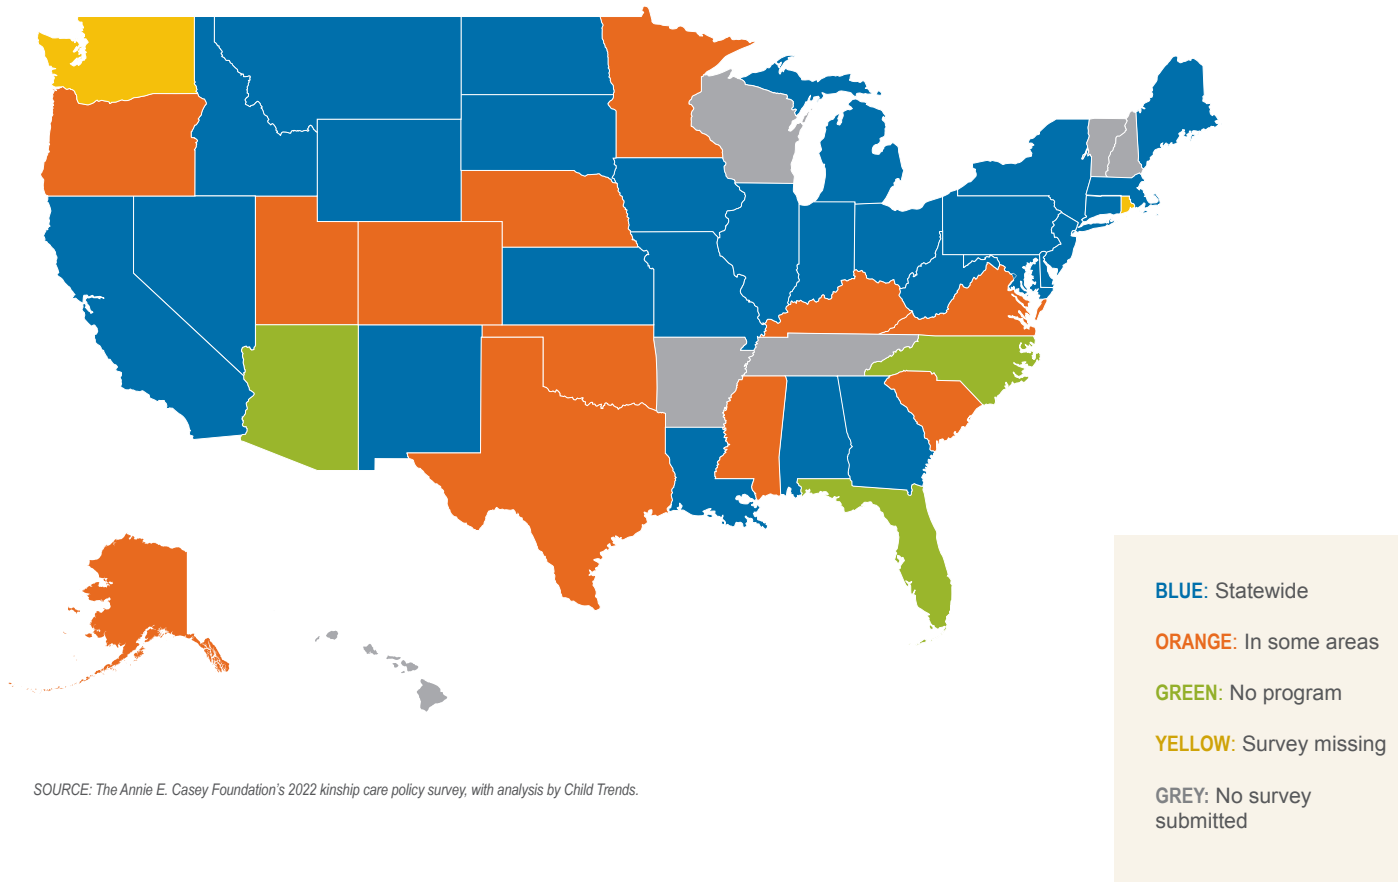 BLUE: Statewide
ORANGE: In some areas
GREEN: No program
YELLOW: Survey missing
GREY: No survey
submitted
SOURCE: The Annie E. Casey Foundation's 2022 kinship care policy survey, with analysis by Child Trends.